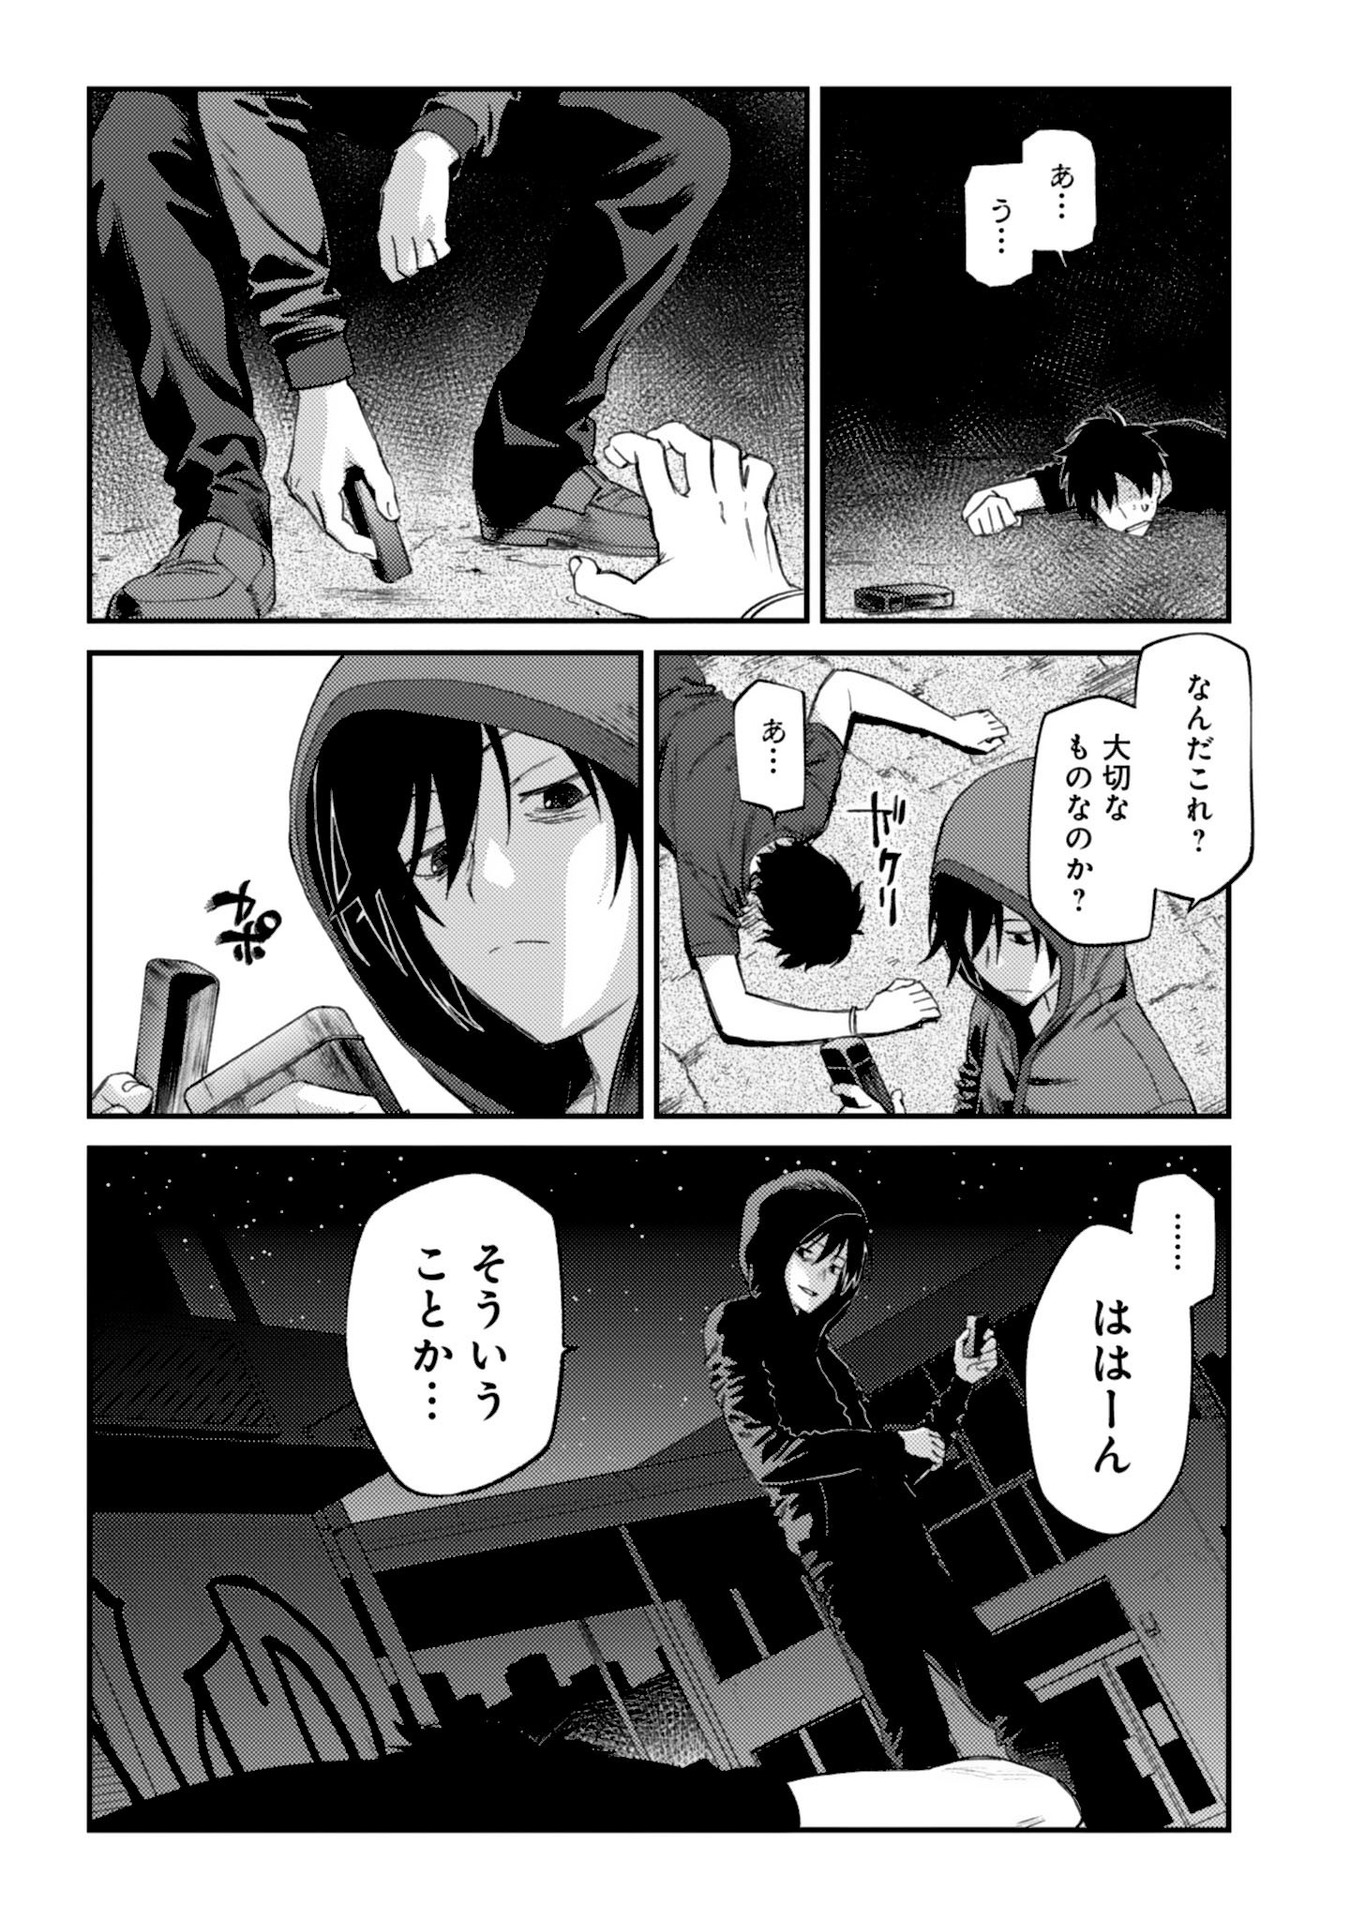 あ…
う…
なんだこれ?
大切な
ものなのか?
あ…
ガクリ
カポ
……
ははーん
そういう
ことか…